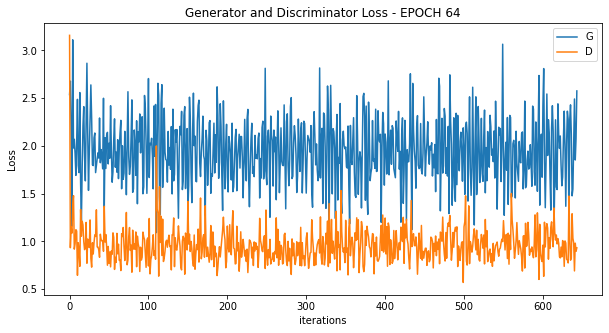 Generator and Discriminator Loss - EPOCH 64
G
D
Loss
3.0
2.5
2.0
1.5
1.0
0.5
0 100 200 300 400 500 600
iterations